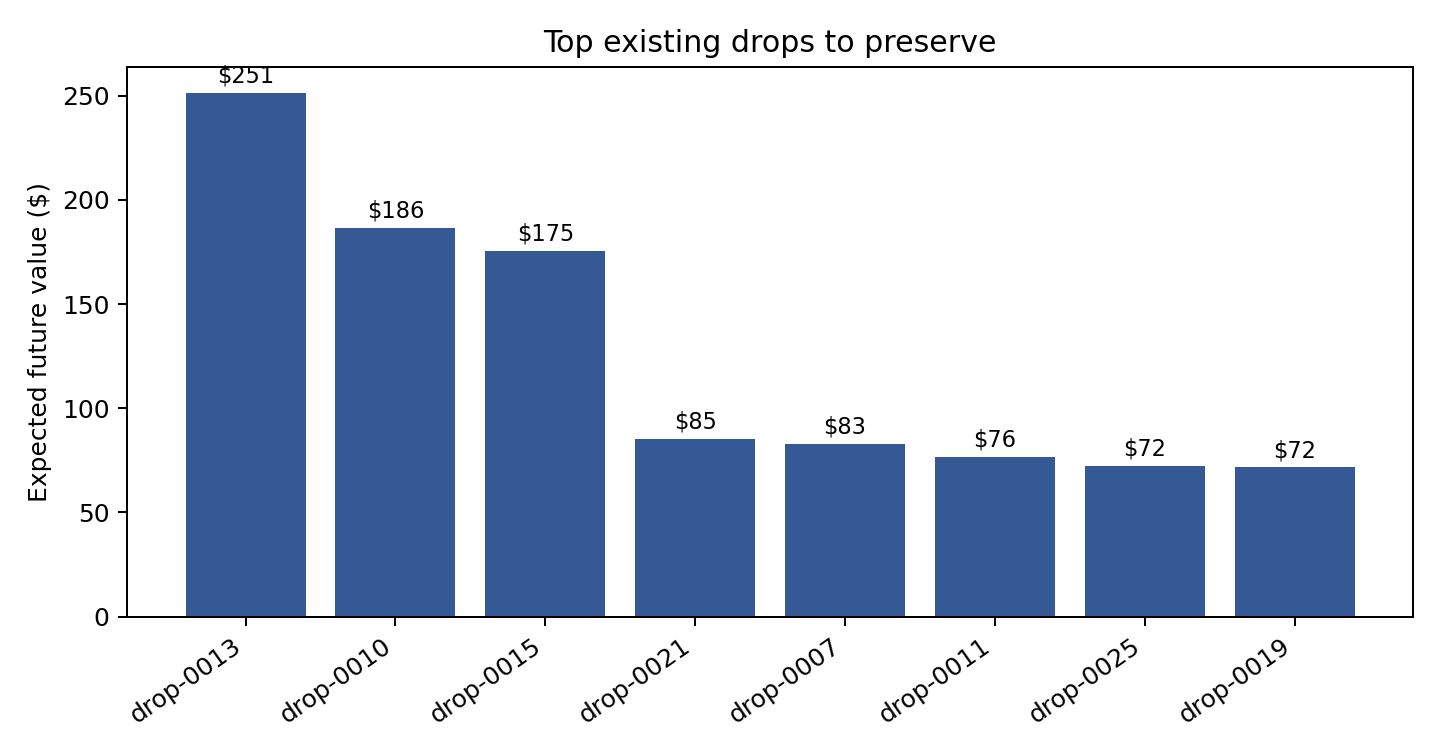 Top existing drops to preserve
Expected future value ($)
250
200
150
100
50
0
$251
$186
$175
$85
$83
$76
$72
$72
drop-0013
drop-0010
drop-0015
drop-0021
drop-0007
drop-0011
drop-0025
drop-0019